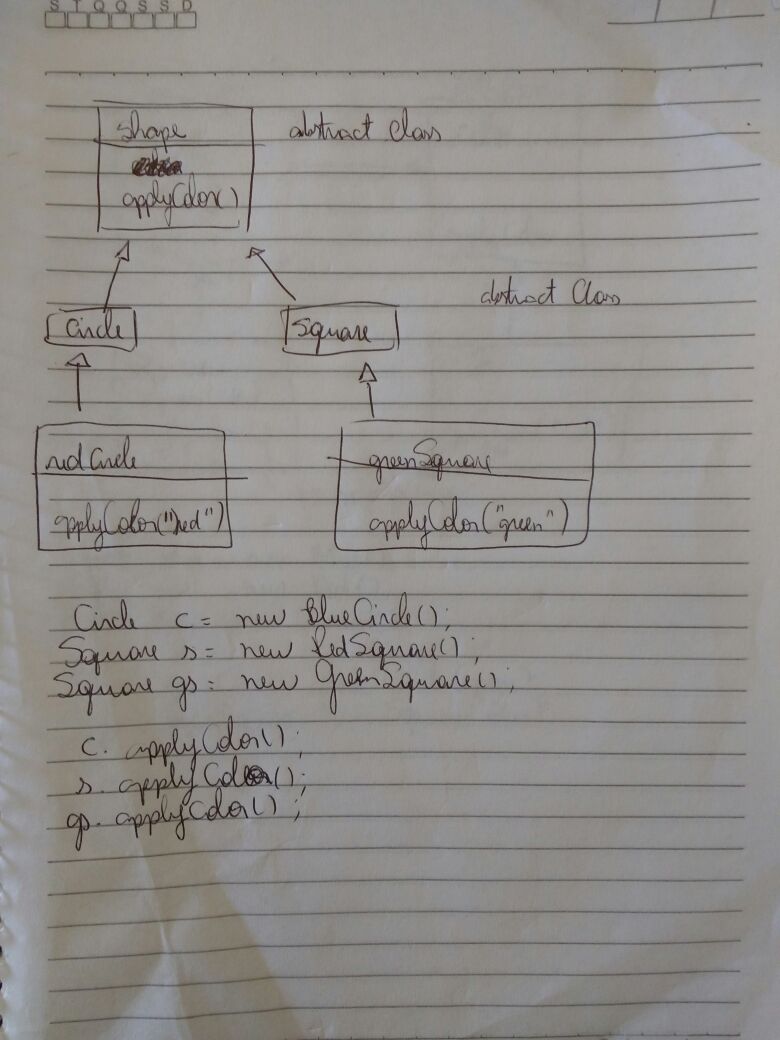 S T Q Q S S D
shape
abstract Class
applyColor()
abstract Class
Circle
Square
redCircle
greenSquare
applyColor("red")
applyColor("green")
Circle c = new BlueCircle();
Square s = new RedSquare();
Square gs = new GreenSquare();
c. applyColor();
s. applyColor();
gs. applyColor();